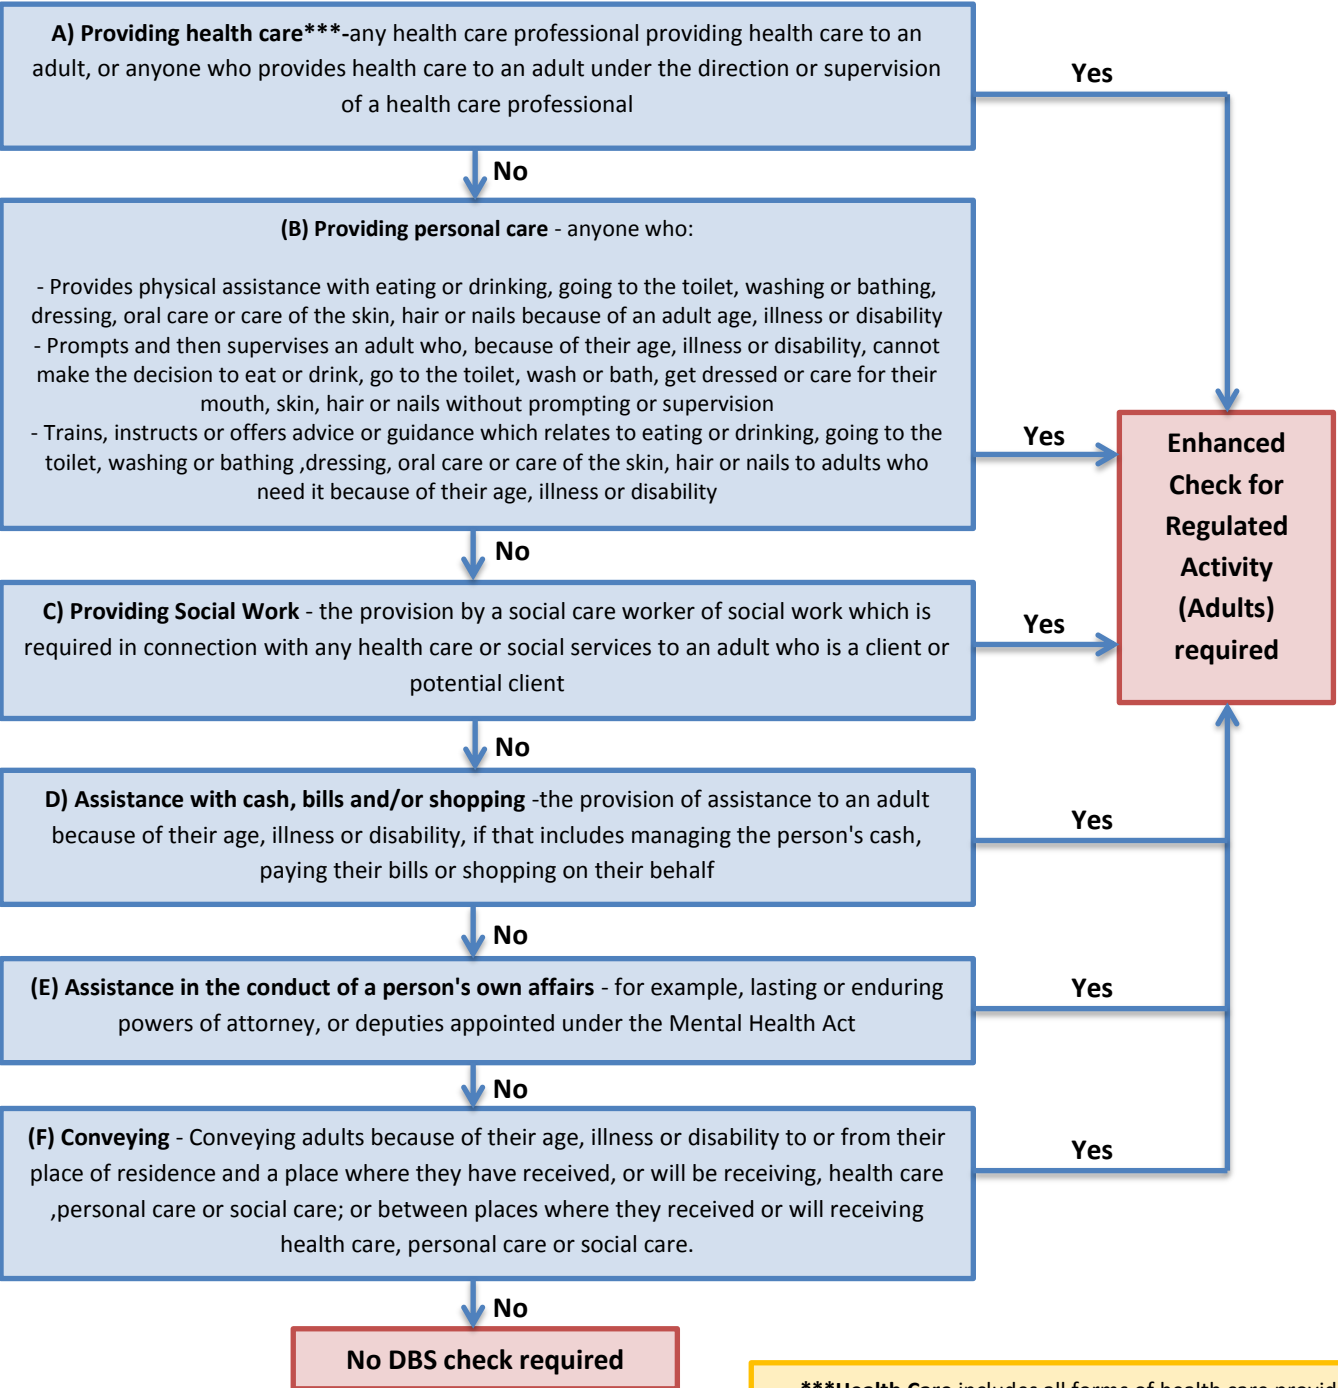 A) Providing health care***-any health care professional providing health care to an
adult, or anyone who provides health care to an adult under the direction or supervision
of a health care professional
Yes
No
(B) Providing personal care - anyone who:
- Provides physical assistance with eating or drinking, going to the toilet, washing or bathing,
dressing, oral care or care of the skin, hair or nails because of an adult age, illness or disability
- Prompts and then supervises an adult who, because of their age, illness or disability, cannot
make the decision to eat or drink, go to the toilet, wash or bath, get dressed or care for their
mouth, skin, hair or nails without prompting or supervision
- Trains, instructs or offers advice or guidance which relates to eating or drinking, going to the
toilet, washing or bathing ,dressing, oral care or care of the skin, hair or nails to adults who
need it because of their age, illness or disability
Yes
Enhanced
Check for
Regulated
Activity
(Adults)
required
No
C) Providing Social Work - the provision by a social care worker of social work which is
required in connection with any health care or social services to an adult who is a client or
potential client
Yes
No
D) Assistance with cash, bills and/or shopping -the provision of assistance to an adult
because of their age, illness or disability, if that includes managing the person's cash,
paying their bills or shopping on their behalf
Yes
No
(E) Assistance in the conduct of a person's own affairs - for example, lasting or enduring
powers of attorney, or deputies appointed under the Mental Health Act
Yes
No
(F) Conveying - Conveying adults because of their age, illness or disability to or from their
place of residence and a place where they have received, or will be receiving, health care
,personal care or social care; or between places where they received or will receiving
health care, personal care or social care.
Yes
No
No DBS check required
***Health Care includes all forms of health care provid